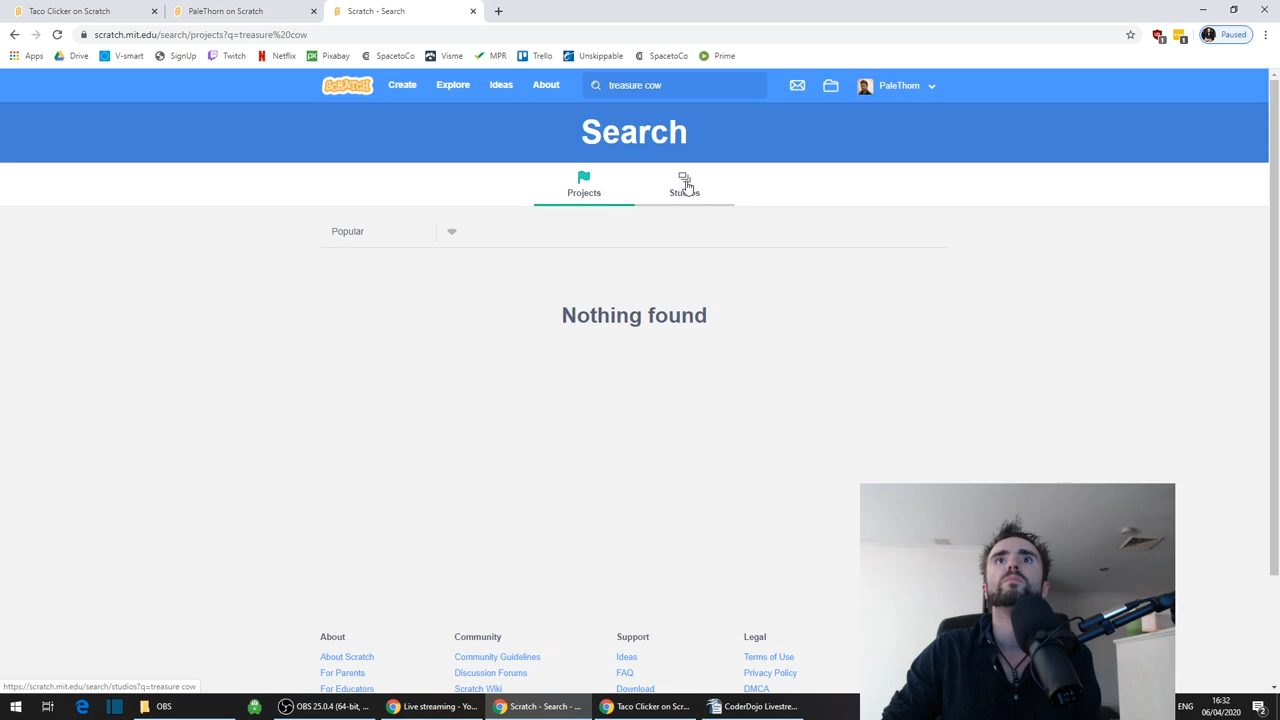 Taco Clicker on Scratch
PaleThorn on Scratch
Scratch - Search
scratch.mit.edu/search/projects?q=treasure%20cow
Paused
Apps
Drive
V-smart
SignUp
Twitch
Netflix
Pixabay
SpacetoCo
Visme
MPR
Trello
Unskippable
SpacetoCo
Prime
SCRATCH
Create
Explore
Ideas
About
treasure cow
PaleThorn
Search
Projects
Popular
Nothing found
About
Community
Support
Legal
About Scratch
Community Guidelines
Ideas
Terms of Use
For Parents
Discussion Forums
FAQ
Privacy Policy
For Educators
Scratch Wiki
Download
DMCA
https://scratch.mit.edu/search/studios?q=treasure cow
OBS
OBS 25.0.4 (64-bit, ...
Live streaming - Yo...
Scratch - Search - ...
Taco Clicker on Scr...
CoderDojo Livestre...
ENG
16:32
06/04/2020
2